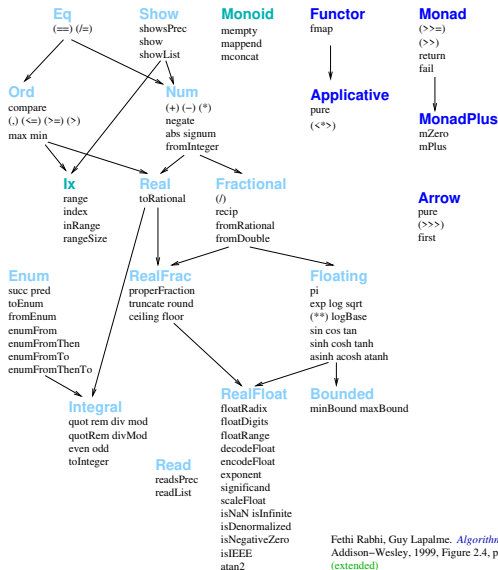 Eq
(==) (/=)
Show
showsPrec
show
showList
Monoid
mempty
mappend
mconcat
Functor
fmap
Monad
(>>=)
(>>)
return
fail
Ord
compare
(,) (<=) (>=) (>)
max min
Num
(+) (−) (*)
negate
abs signum
fromInteger
Applicative
pure
(<*>)
MonadPlus
mZero
mPlus
Ix
range
index
inRange
rangeSize
Real
toRational
Fractional
(/)
recip
fromRational
fromDouble
Arrow
pure
(>>>)
first
Enum
succ pred
toEnum
fromEnum
enumFrom
enumFromThen
enumFromTo
enumFromThenTo
RealFrac
properFraction
truncate round
ceiling floor
Floating
pi
exp log sqrt
(**) logBase
sin cos tan
sinh cosh tanh
asinh acosh atanh
Integral
quot rem div mod
quotRem divMod
even odd
toInteger
Read
readsPrec
readList
RealFloat
floatRadix
floatDigits
floatRange
decodeFloat
encodeFloat
exponent
significand
scaleFloat
isNaN isInfinite
isDenormalized
isNegativeZero
isIEEE
atan2
Bounded
minBound maxBound
Fethi Rabhi, Guy Lapalme. Algorithm
Addison−Wesley, 1999, Figure 2.4, p
(extended)